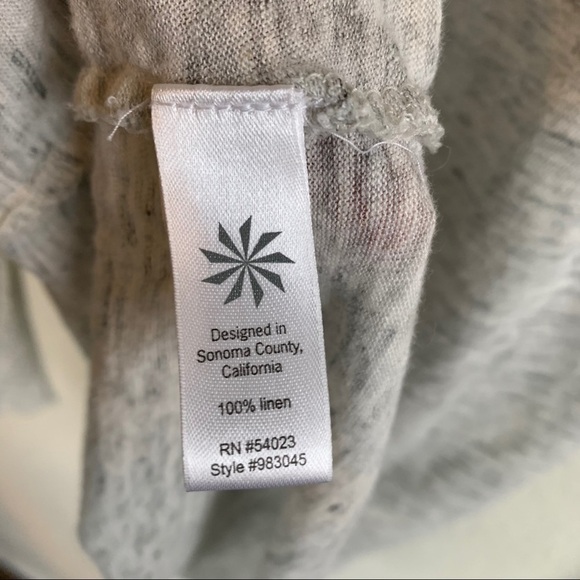 Designed in
Sonoma County,
California
100% linen
RN #54023
Style #983045